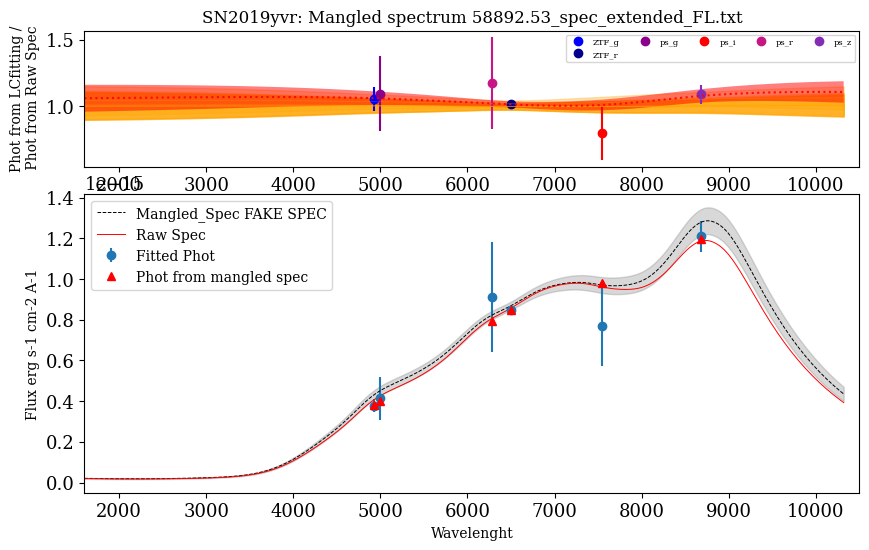 SN2019yvr: Mangled spectrum 58892.53_spec_extended_FL.txt
Phot from LCfitting /
Phot from Raw Spec
1.5
1.0
ZTF_g ps_g ps_i ps_r ps_z
ZTF_r
2000 3000 4000 5000 6000 7000 8000 9000 10000
1e−15
Flux erg s-1 cm-2 A-1
1.4
1.2
1.0
0.8
0.6
0.4
0.2
0.0
Mangled_Spec FAKE SPEC
Raw Spec
Fitted Phot
Phot from mangled spec
2000 3000 4000 5000 6000 7000 8000 9000 10000
Wavelenght